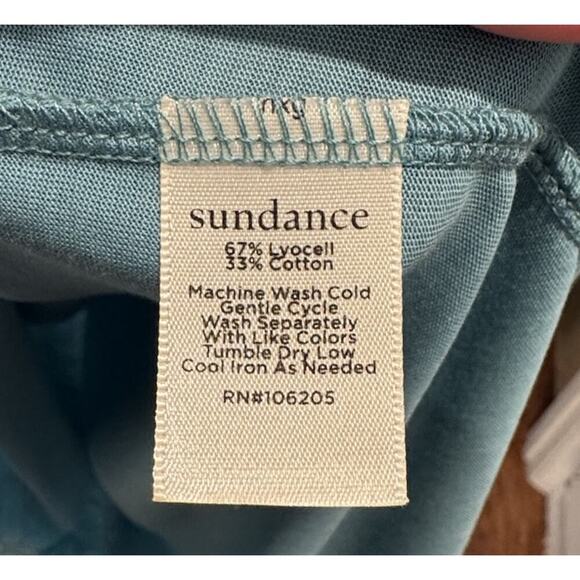 sundance
67% Lyocell
33% Cotton
Machine Wash Cold
Gentle Cycle
Wash Separately
With Like Colors
Tumble Dry Low
Cool Iron As Needed
RN#106205